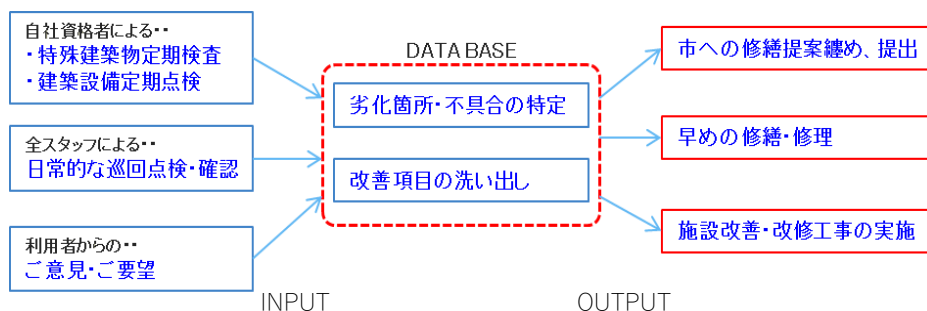 自社資格者による・・
・特殊建築物定期検査
・建築設備定期点検
全スタッフによる・・
日常的な巡回点検・確認
利用者からの・・
ご意見・ご要望
INPUT
DATA BASE
劣化箇所・不具合の特定
改善項目の洗い出し
市への修繕提案纏め、提出
早めの修繕・修理
施設改善・改修工事の実施
OUTPUT